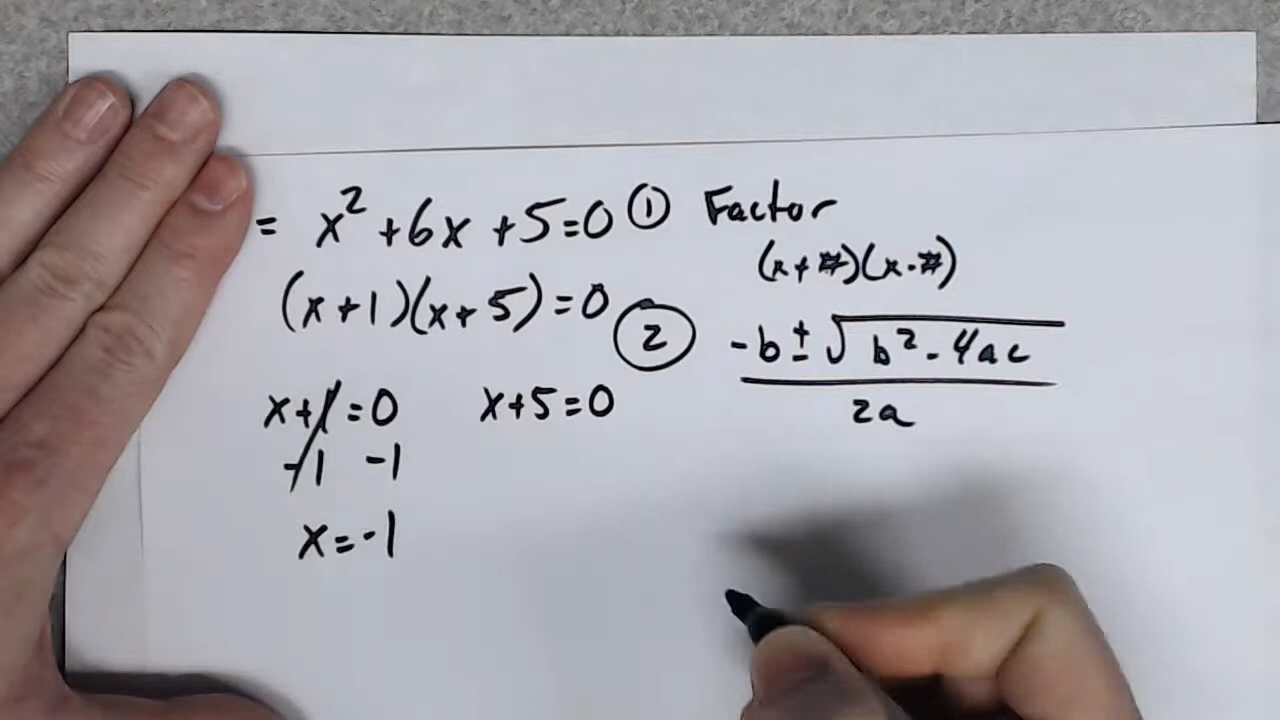 = x² +6x +5=0 ① Factor
(x+#)(x-#)
(x+1)(x+5)=0
② -b±√b²-4ac
2a
x+1=0 x+5=0
-1 -1
x=-1